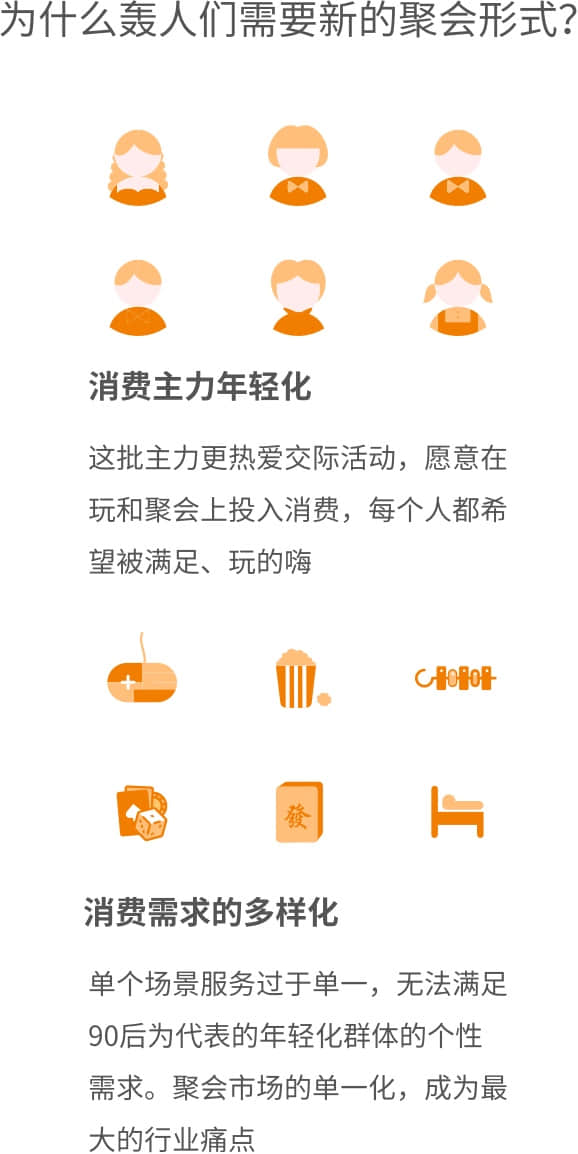 为什么轰人们需要新的聚会形式？
消费主力年轻化
这批主力更热爱交际活动，愿意在
玩和聚会上投入消费，每个人都希
望被满足、玩的嗨
發
消费需求的多样化
单个场景服务过于单一，无法满足
90后为代表的年轻化群体的个性
需求。聚会市场的单一化，成为最
大的行业痛点